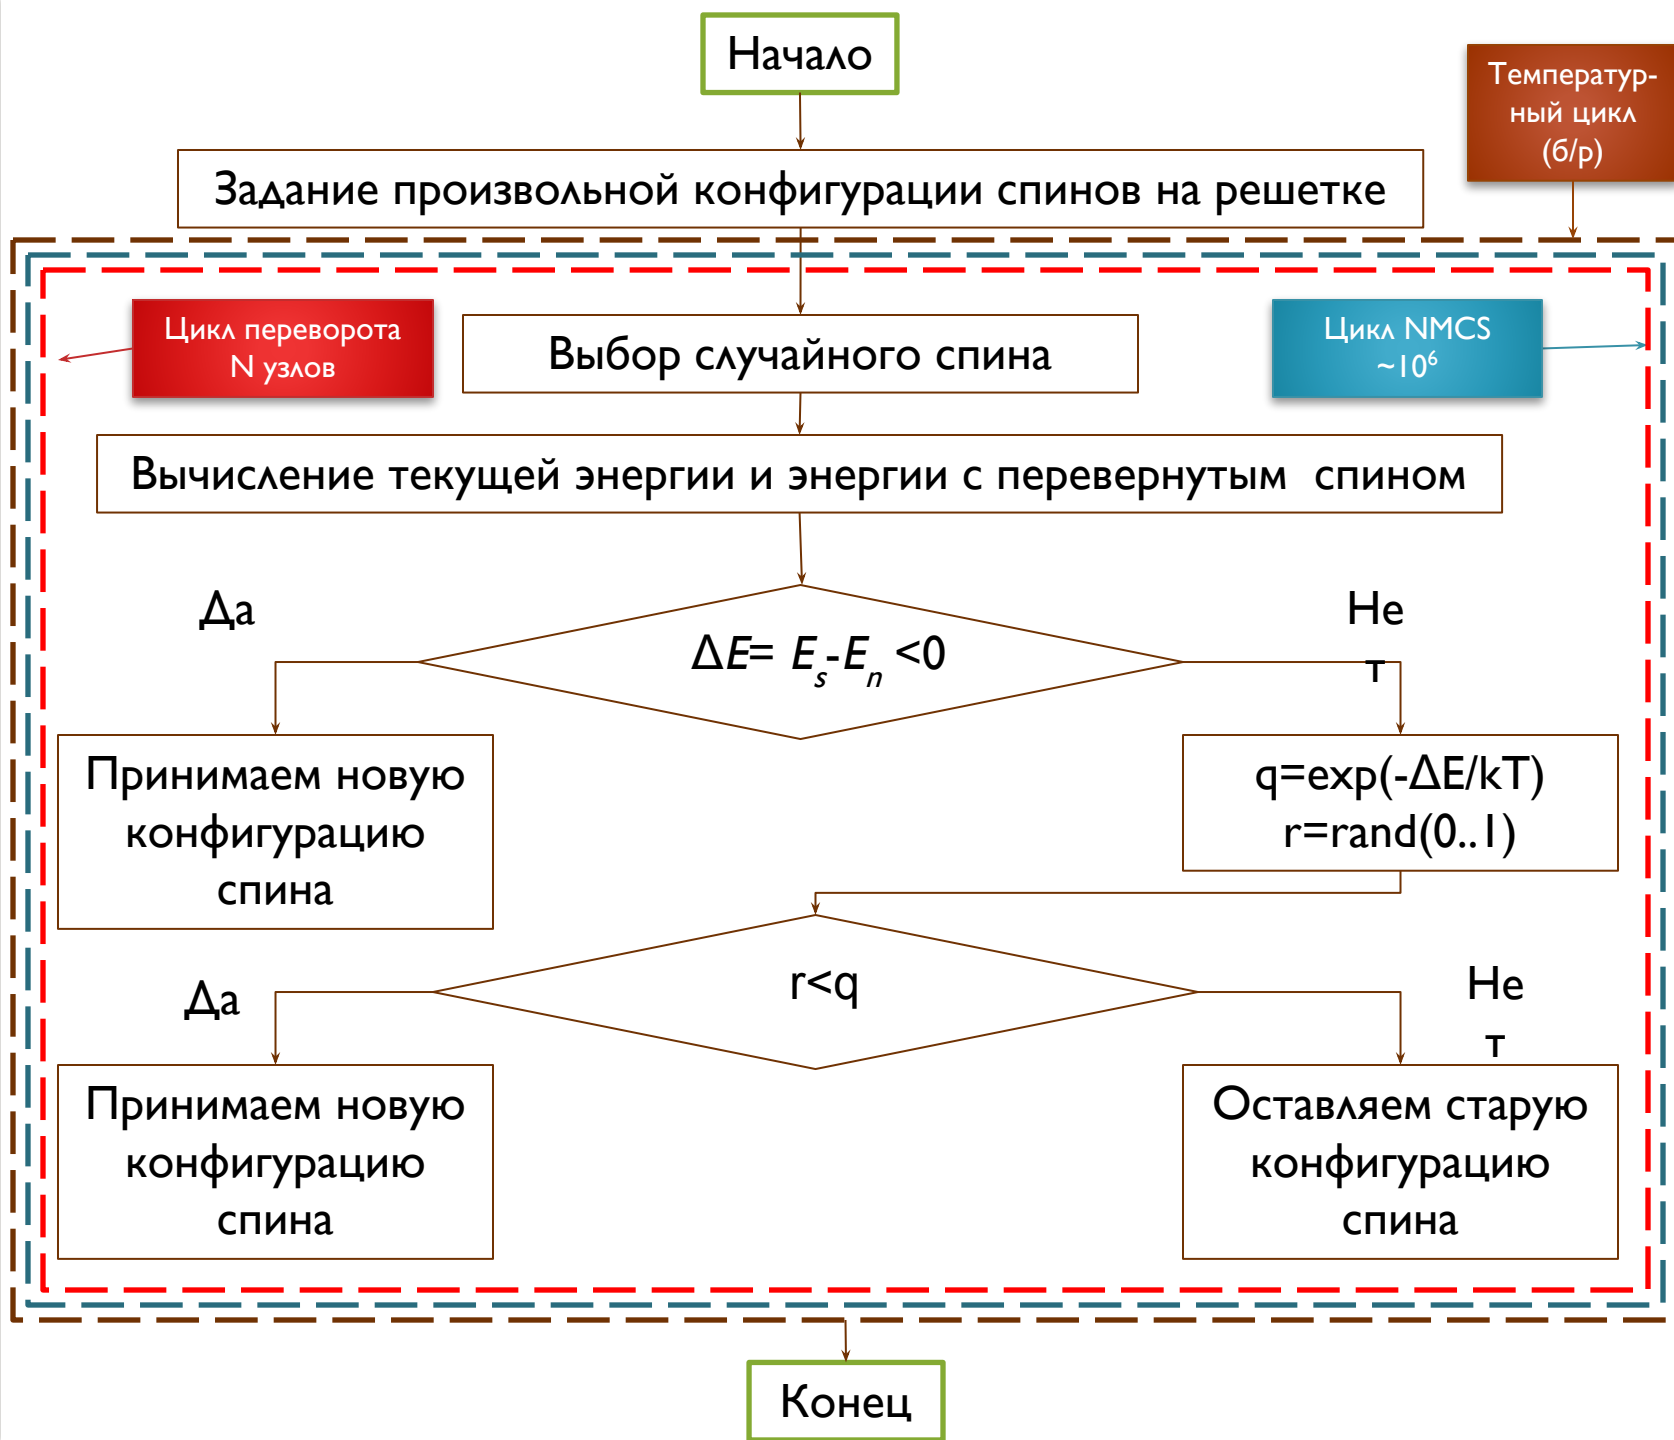 Начало
Температур-
ный цикл
(б/р)
Задание произвольной конфигурации спинов на решетке
Цикл переворота
N узлов
Выбор случайного спина
Цикл NMCS
~10⁶
Вычисление текущей энергии и энергии с перевернутым спином
Да
Не
т
ΔE= Eₛ-Eₙ <0
Принимаем новую
конфигурацию
спина
q=exp(-ΔE/kT)
r=rand(0..1)
r<q
Да
Не
т
Принимаем новую
конфигурацию
спина
Оставляем старую
конфигурацию
спина
Конец